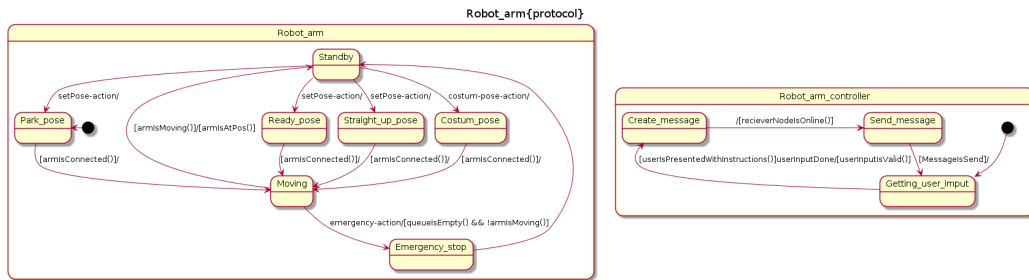 Robot_arm{protocol}
Robot_arm
Standby
setPose-action/
setPose-action/
setPose-action/
costum-pose-action/
Park_pose
[armIsMoving()]/[armIsAtPos()]
Ready_pose
Straight_up_pose
Costum_pose
[armIsConnected()]/
[armIsConnected()]/
[armIsConnected()]/
[armIsConnected()]/
Moving
emergency-action/[queueIsEmpty() && !armIsMoving()]
Emergency_stop
Robot_arm_controller
Create_message
/[recieverNodeIsOnline()]
Send_message
[userIsPresentedWithInstructions()]userInputDone/[userInputIsValid()]
[MessageIsSend]/
Getting_user_imput